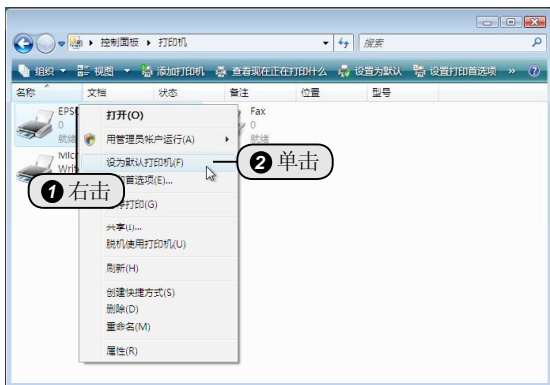 控制面板 ▸ 打印机
搜索
组织 视图 添加打印机 查看现在正在打印什么 设置为默认 设置打印首选项 »
名称 文档 状态 备注 位置 型号
EPS
0
就绪
Fax
0
就绪
Mic
Writ
打开(O)
用管理员帐户运行(A)
设为默认打印机(F)
❷ 单击
首选项(E)...
❶ 右击
打印(G)
共享(I)...
脱机使用打印机(U)
刷新(H)
创建快捷方式(S)
删除(D)
重命名(M)
属性(R)